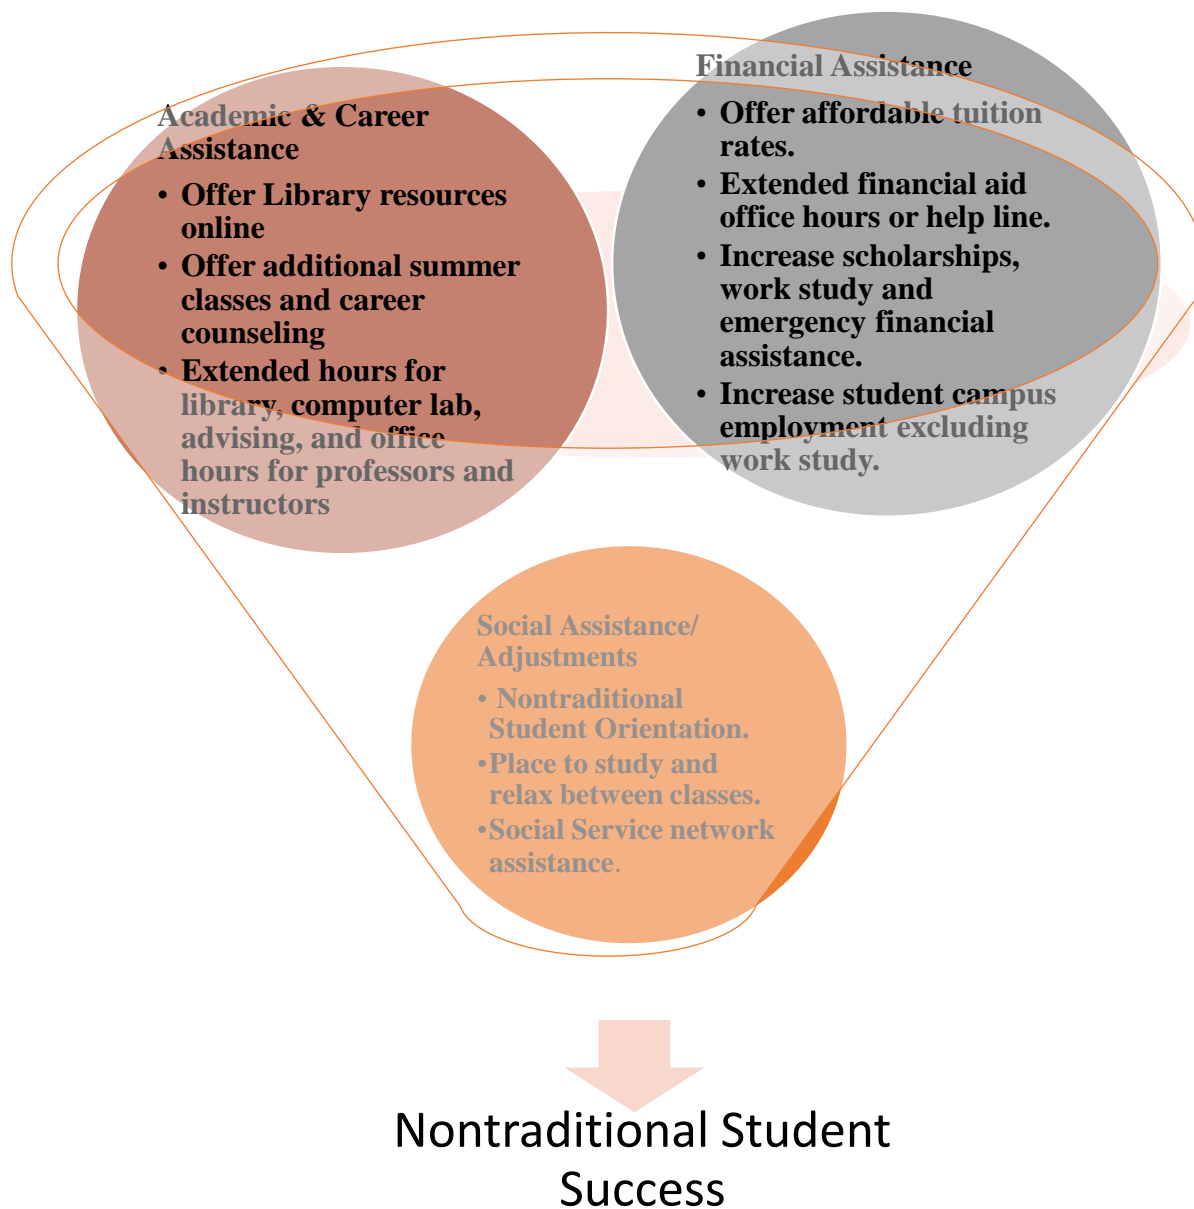 Academic & Career
Assistance
• Offer Library resources
online
• Offer additional summer
classes and career
counseling
• Extended hours for
library, computer lab,
advising, and office
hours for professors and
instructors
Financial Assistance
• Offer affordable tuition
rates.
• Extended financial aid
office hours or help line.
• Increase scholarships,
work study and
emergency financial
assistance.
• Increase student campus
employment excluding
work study.
Social Assistance/
Adjustments
• Nontraditional
Student Orientation.
•Place to study and
relax between classes.
•Social Service network
assistance.
Nontraditional Student
Success